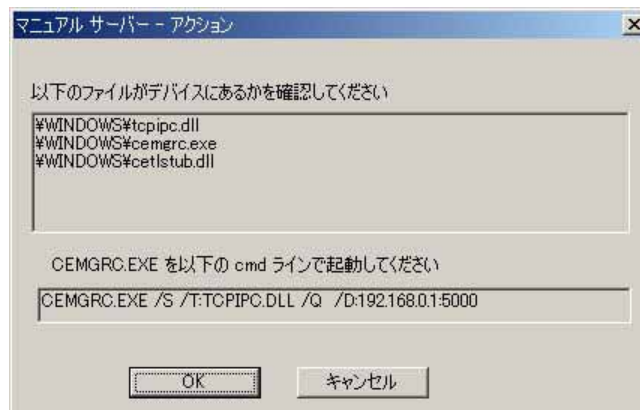 マニュアル サーバー - アクション
以下のファイルがデバイスにあるかを確認してください
¥WINDOWS¥tcpipc.dll
¥WINDOWS¥cemgrc.exe
¥WINDOWS¥cetlstub.dll
CEMGRC.EXE を以下の cmd ラインで起動してください
CEMGRC.EXE /S /T:TCPIPC.DLL /Q /D:192.168.0.1:5000
OK
キャンセル